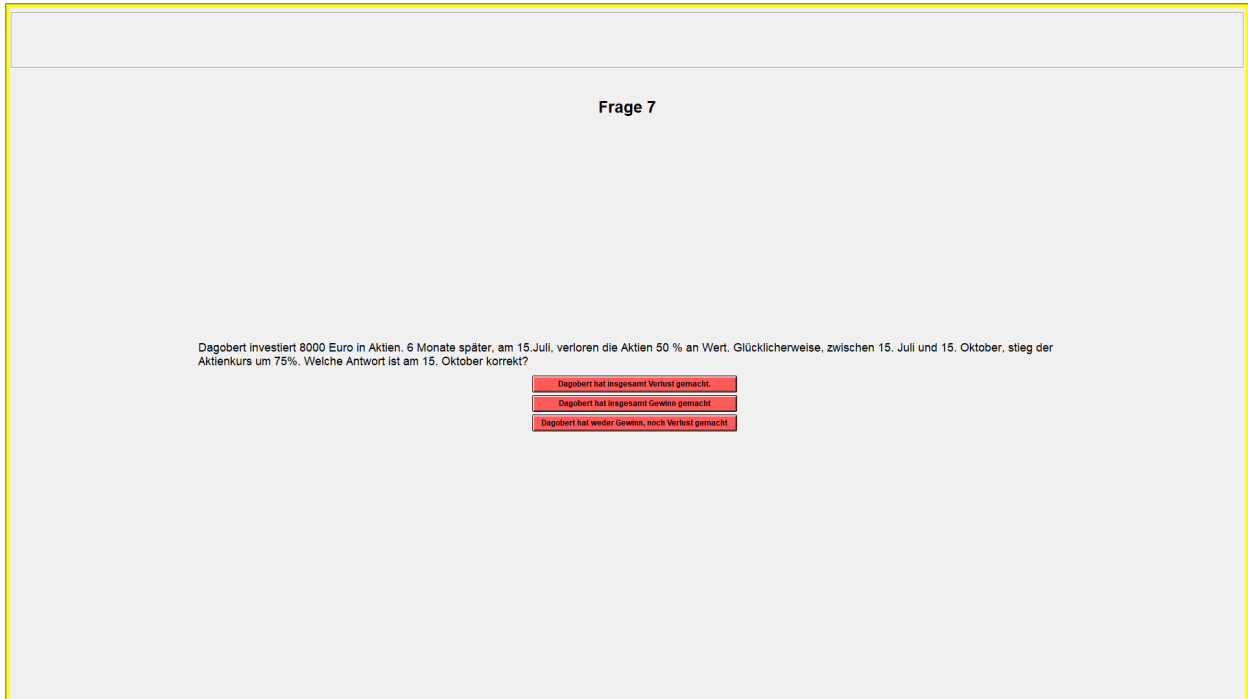 Frage 7
Dagobert investiert 8000 Euro in Aktien. 6 Monate später, am 15.Juli, verloren die Aktien 50 % an Wert. Glücklicherweise, zwischen 15. Juli und 15. Oktober, stieg der
Aktienkurs um 75%. Welche Antwort ist am 15. Oktober korrekt?
Dagobert hat insgesamt Verlust gemacht.
Dagobert hat insgesamt Gewinn gemacht
Dagobert hat weder Gewinn, noch Verlust gemacht